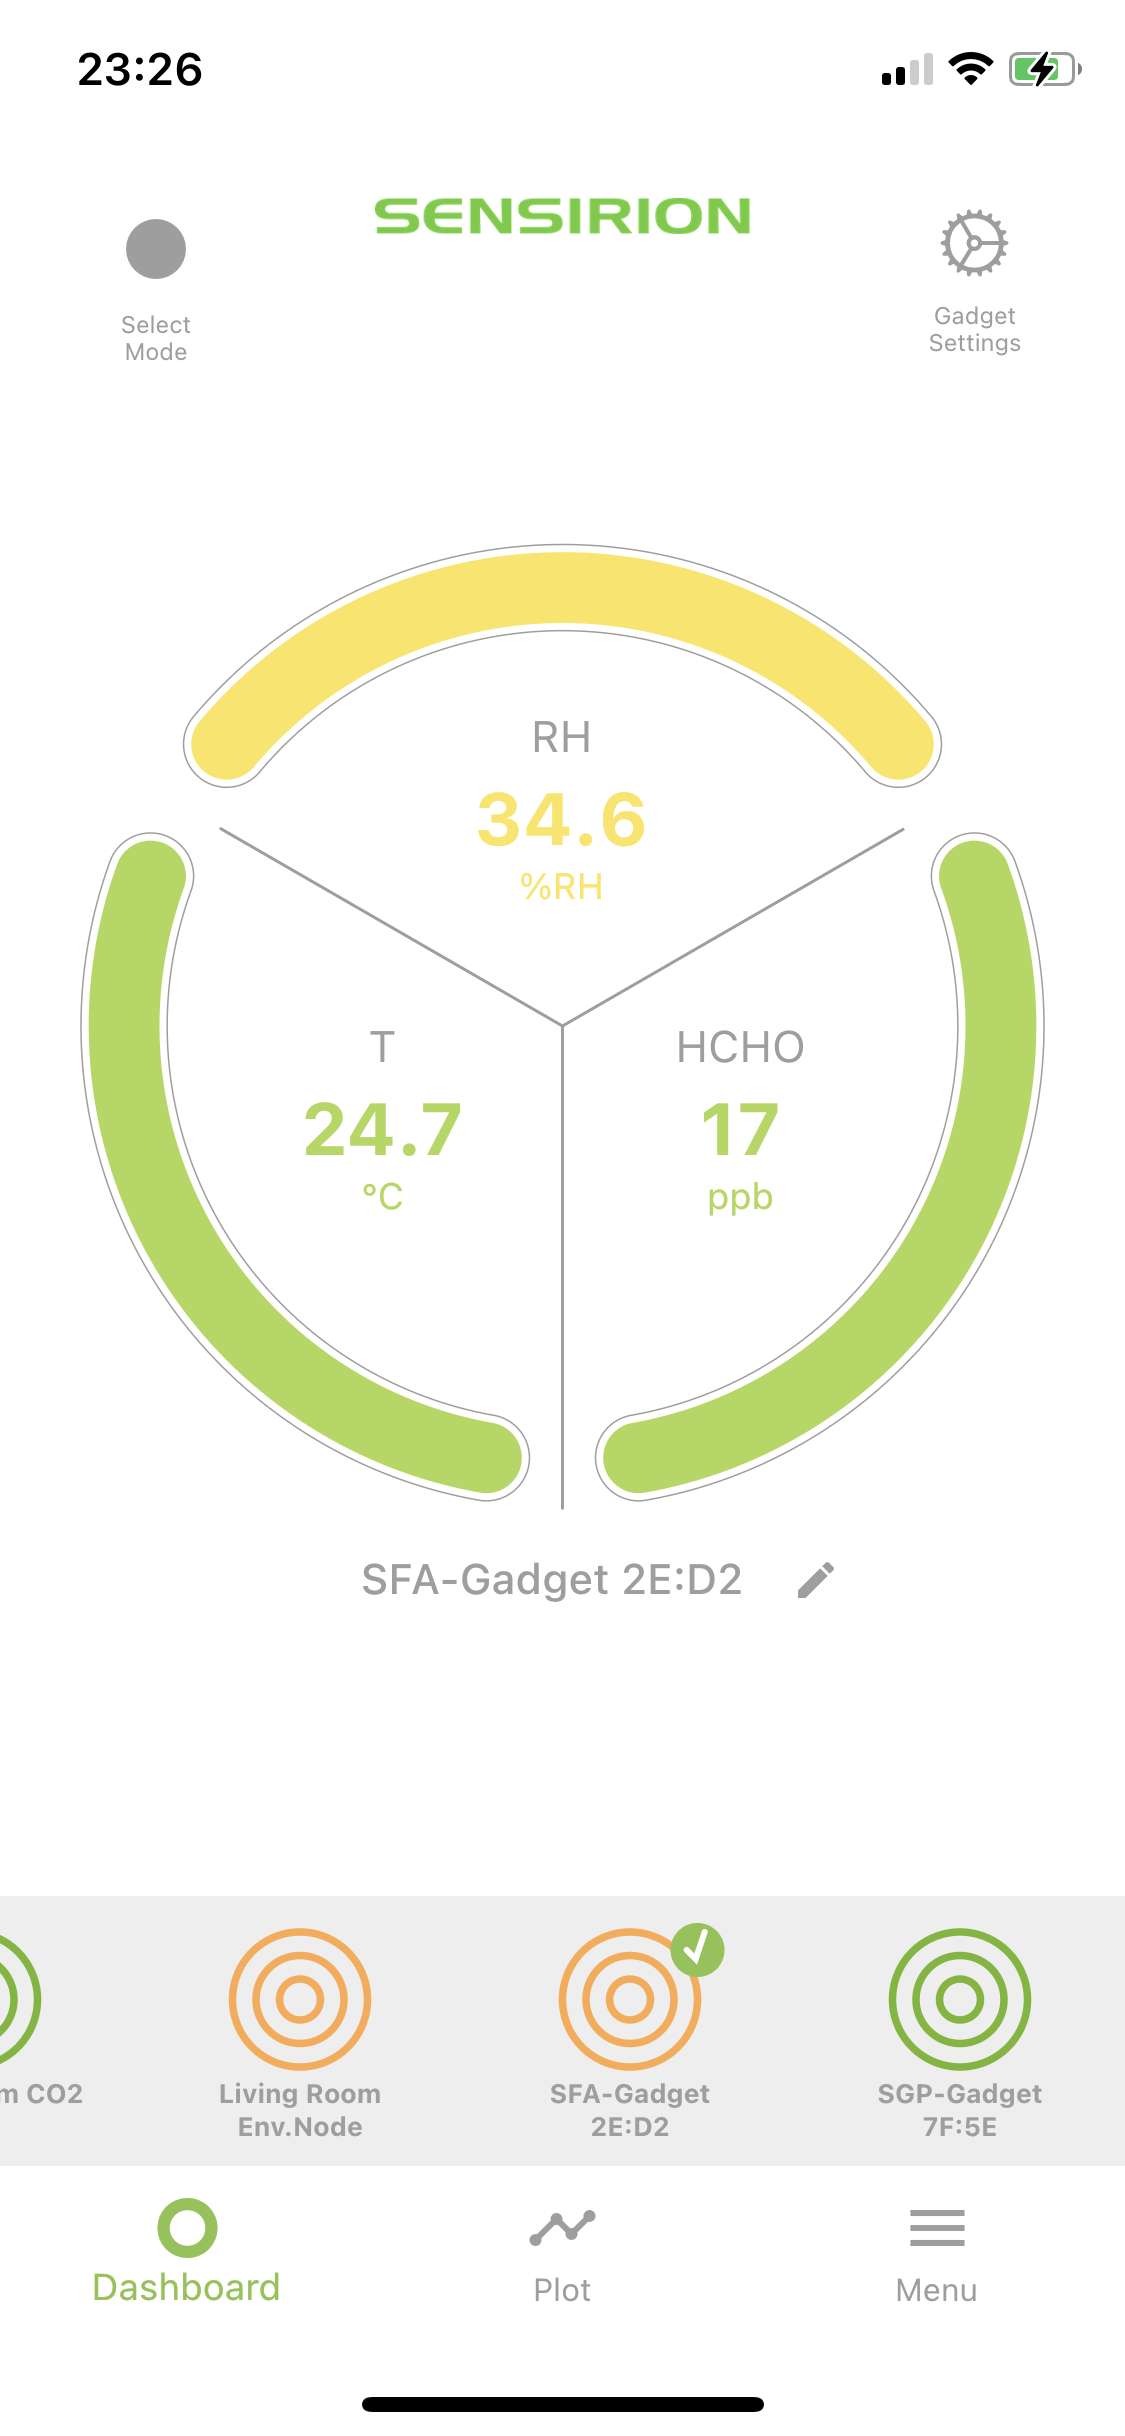 23:26
SENSIRION
Select
Mode
Gadget
Settings
RH
34.6
%RH
T
24.7
°C
HCHO
17
ppb
SFA-Gadget 2E:D2
m CO2
Living Room
Env.Node
SFA-Gadget
2E:D2
SGP-Gadget
7F:5E
Dashboard
Plot
Menu